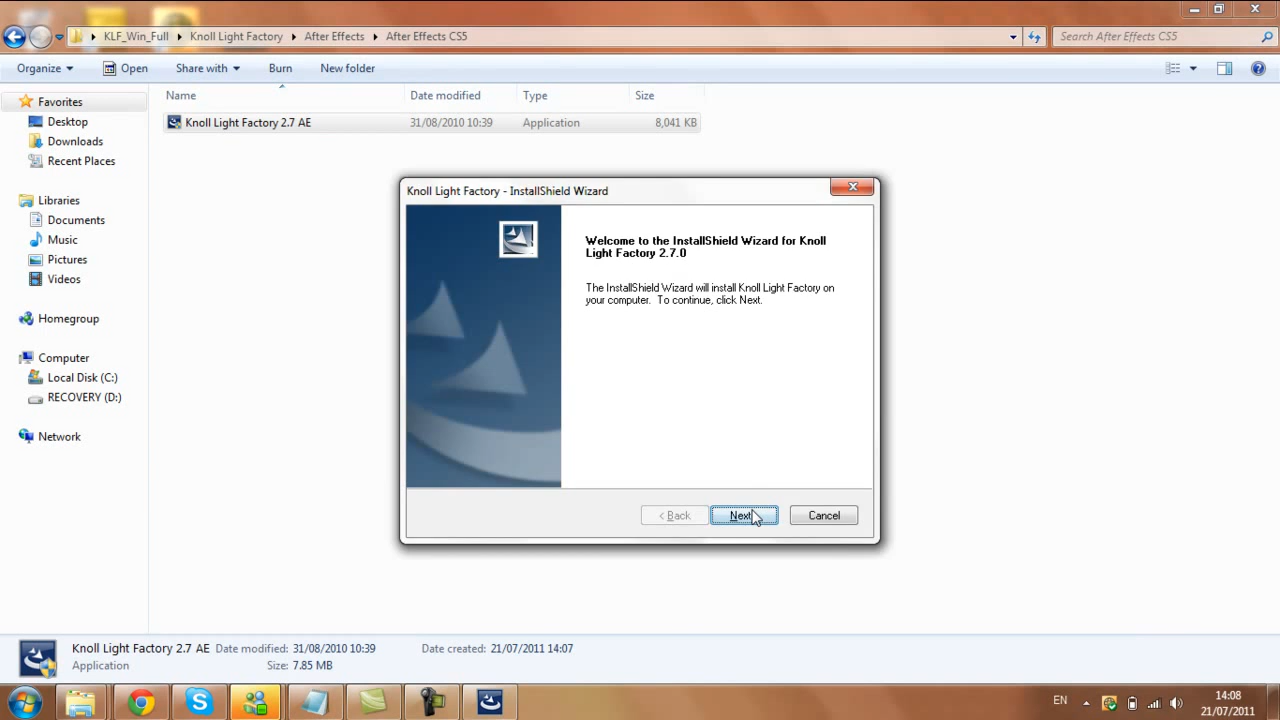 KLF_Win_Full Knoll Light Factory After Effects After Effects CS5 Search After Effects CS5
Organize Open Share with Burn New folder
Favorites
Desktop
Downloads
Recent Places
Libraries
Documents
Music
Pictures
Videos
Homegroup
Computer
Local Disk (C:)
RECOVERY (D:)
Network
Name Date modified Type Size
Knoll Light Factory 2.7 AE 31/08/2010 10:39 Application 8,041 KB
Knoll Light Factory - InstallShield Wizard
Welcome to the InstallShield Wizard for Knoll
Light Factory 2.7.0
The InstallShield Wizard will install Knoll Light Factory on
your computer. To continue, click Next.
< Back Next Cancel
Knoll Light Factory 2.7 AE Date modified: 31/08/2010 10:39 Date created: 21/07/2011 14:07
Application Size: 7.85 MB
EN 14:08
21/07/2011